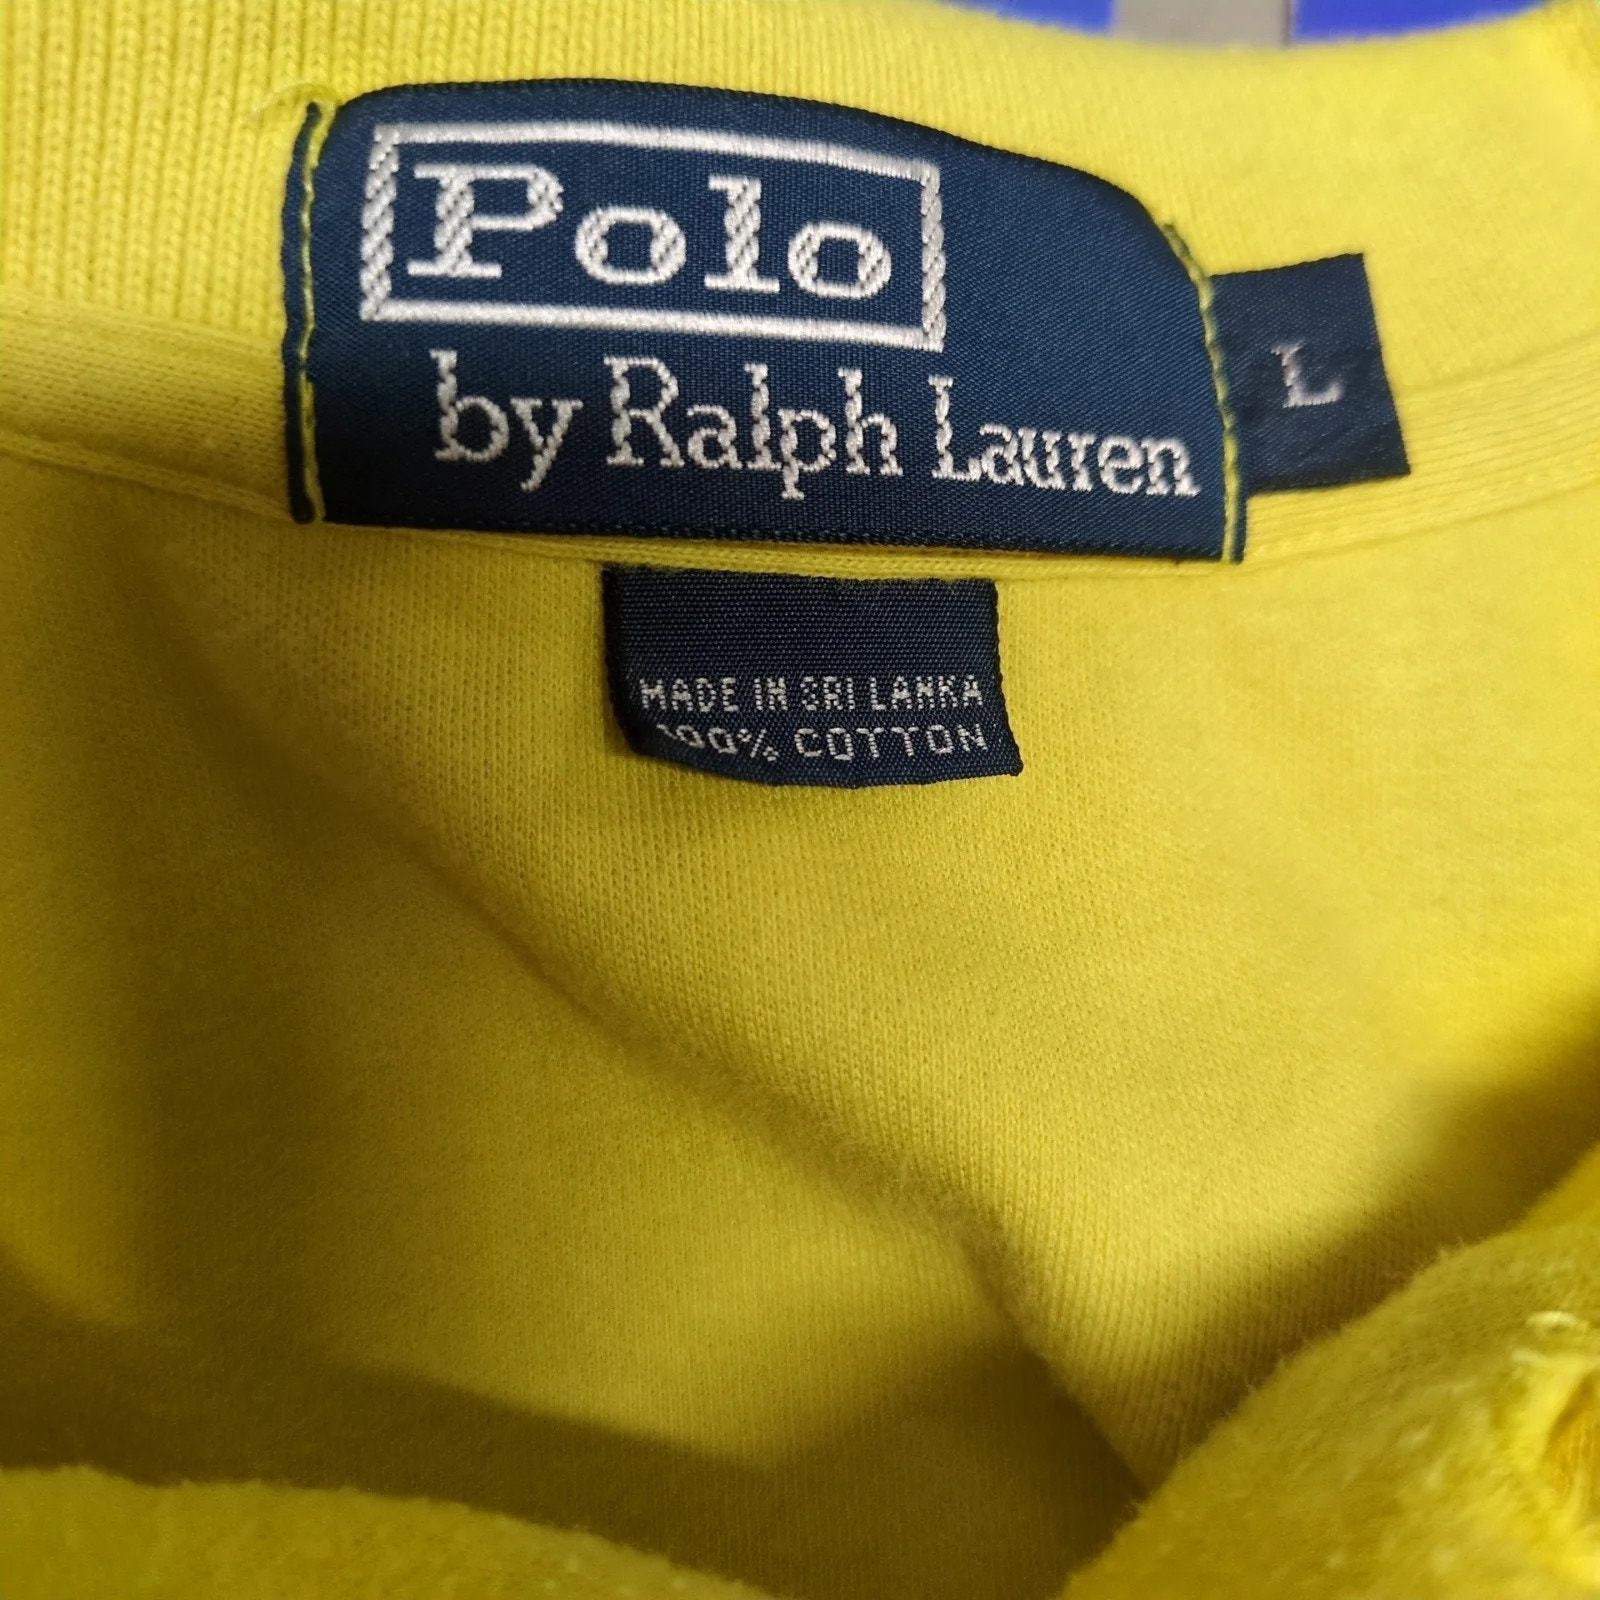 Polo
by Ralph Lauren
L
MADE IN SRI LANKA
100% COTTON